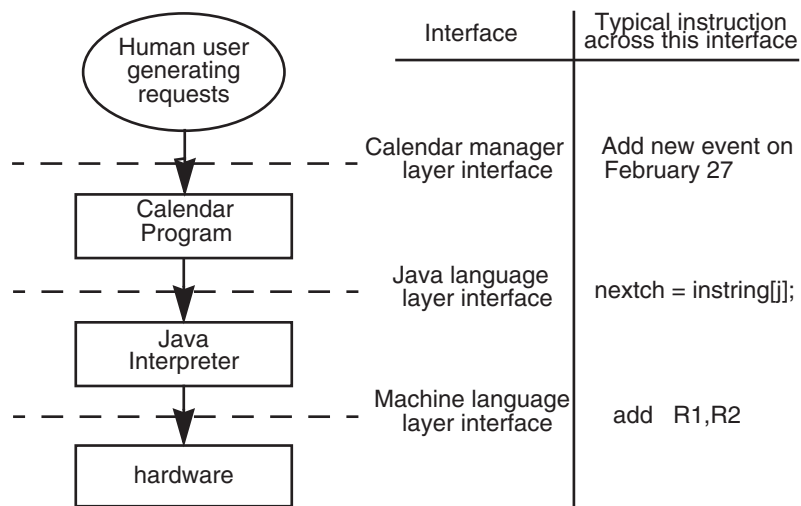 Human user
generating
requests
Interface
Typical instruction
across this interface
Calendar manager
layer interface
Add new event on
February 27
Calendar
Program
Java language
layer interface
nextch = instring[j];
Java
Interpreter
Machine language
layer interface
add R1,R2
hardware